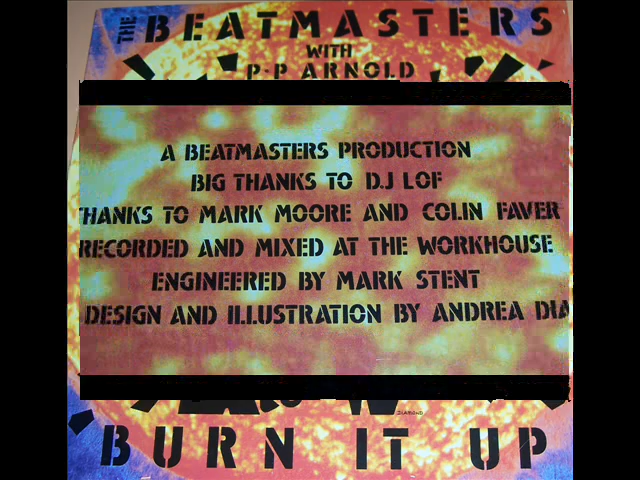 THE BEATMASTERS
WITH
P·P ARNOLD
A BEATMASTERS PRODUCTION
BIG THANKS TO D.J LOF
THANKS TO MARK MOORE AND COLIN FAVER
RECORDED AND MIXED AT THE WORKHOUSE
ENGINEERED BY MARK STENT
DESIGN AND ILLUSTRATION BY ANDREA DIA
DIAMOND
BURN IT UP